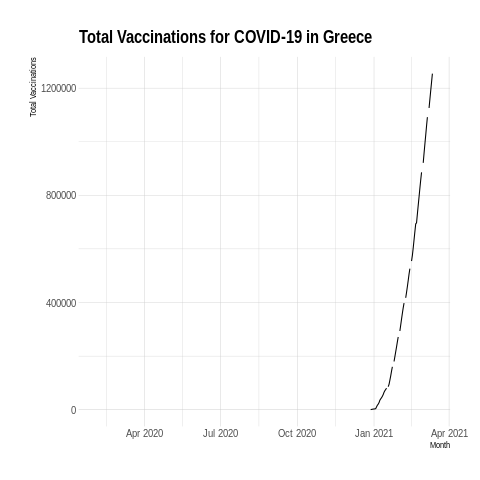 Total Vaccinations for COVID-19 in Greece
Total Vaccinations
1200000
800000
400000
0
Apr 2020 Jul 2020 Oct 2020 Jan 2021 Apr 2021
Month